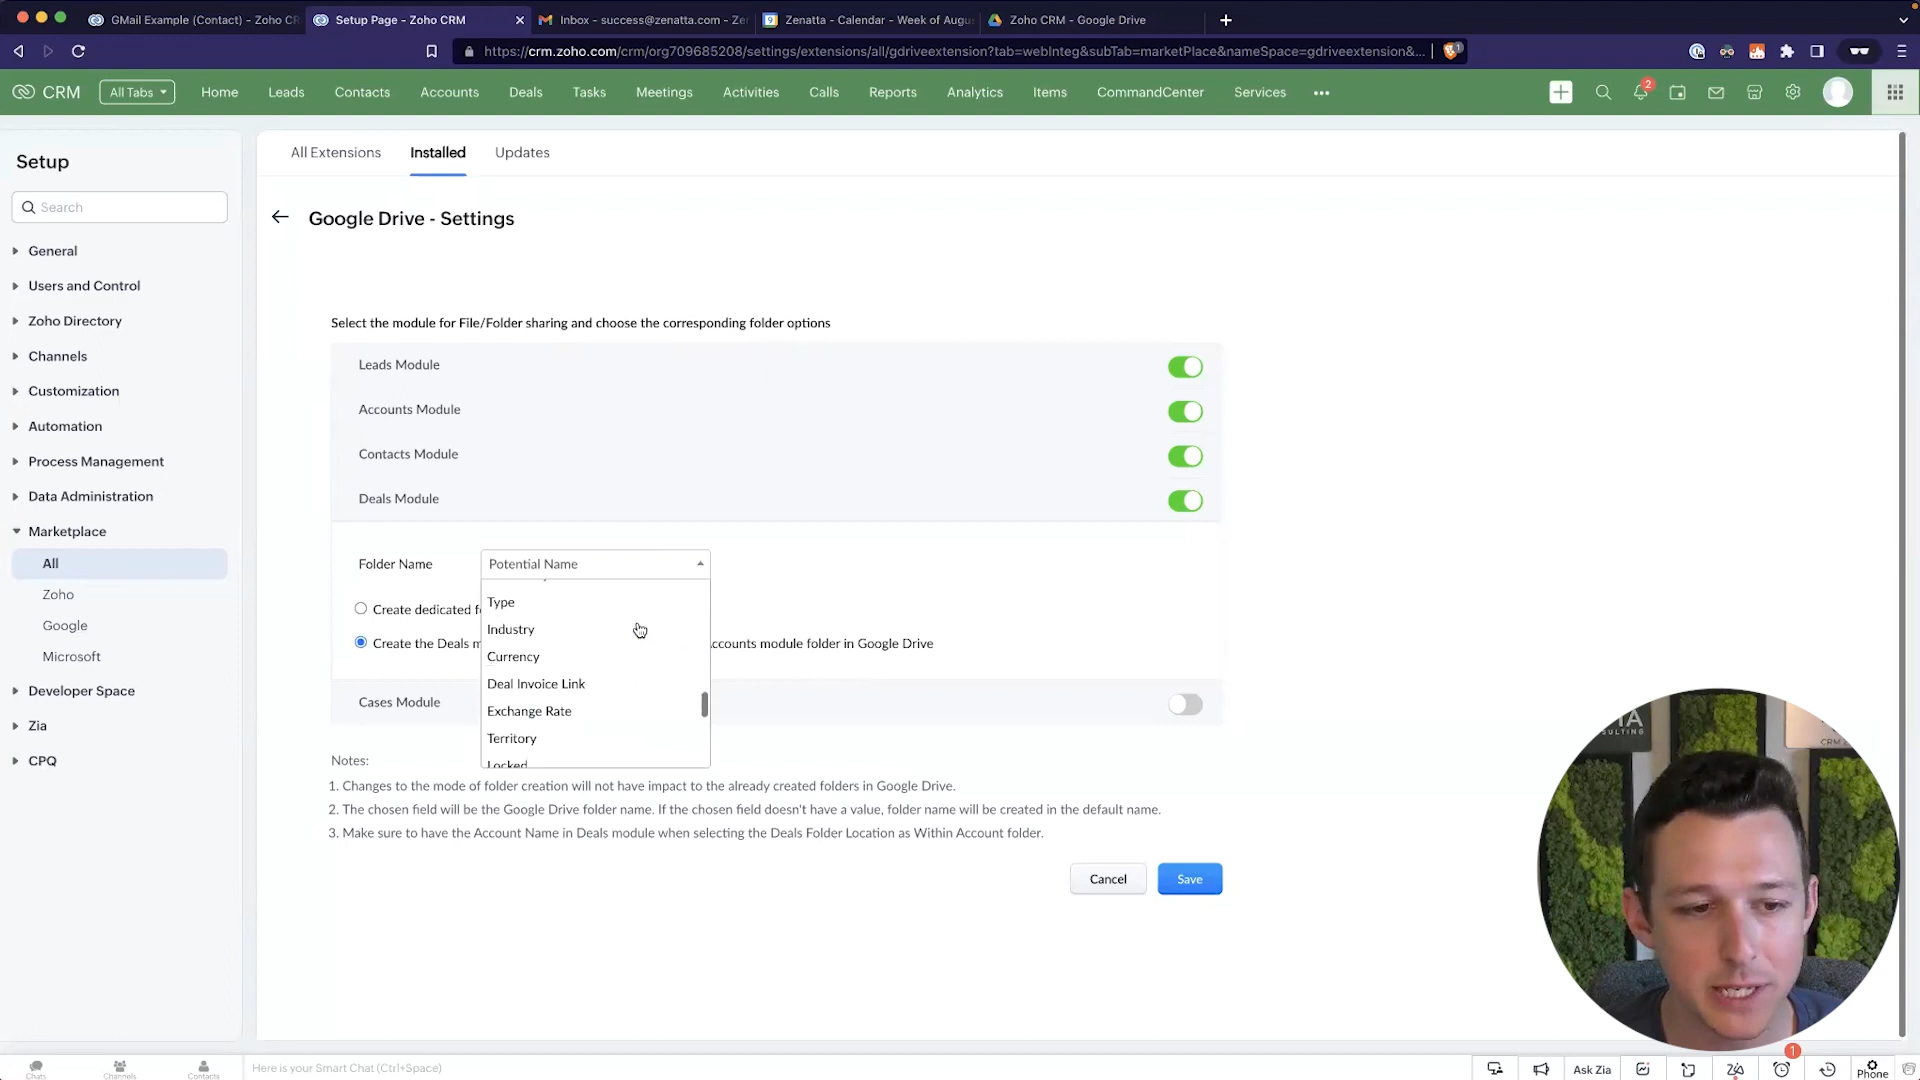 GMail Example (Contact) - Zoho CR
Setup Page - Zoho CRM
Inbox - success@zenatta.com - Zen
Zenatta - Calendar - Week of Augu
Zoho CRM - Google Drive
https://crm.zoho.com/crm/org709685208/settings/extensions/all/gdriveextension?tab=webInteg&subTab=marketPlace&nameSpace=gdriveextension&...
1
CRM
All Tabs
Home
Leads
Contacts
Accounts
Deals
Tasks
Meetings
Activities
Calls
Reports
Analytics
Items
CommandCenter
Services
2
Setup
Search
General
Users and Control
Zoho Directory
Channels
Customization
Automation
Process Management
Data Administration
Marketplace
All
Zoho
Google
Microsoft
Developer Space
Zia
CPQ
All Extensions
Installed
Updates
Google Drive - Settings
Select the module for File/Folder sharing and choose the corresponding folder options
Leads Module
Accounts Module
Contacts Module
Deals Module
Folder Name
Potential Name
Type
Industry
Currency
Deal Invoice Link
Exchange Rate
Territory
Locked
Create dedicated f
Create the Deals m
ccounts module folder in Google Drive
Cases Module
Notes:
1. Changes to the mode of folder creation will not have impact to the already created folders in Google Drive.
2. The chosen field will be the Google Drive folder name. If the chosen field doesn't have a value, folder name will be created in the default name.
3. Make sure to have the Account Name in Deals module when selecting the Deals Folder Location as Within Account folder.
Cancel
Save
Chats
Channels
Contacts
Here is your Smart Chat (Ctrl+Space)
Ask Zia
1
Phone